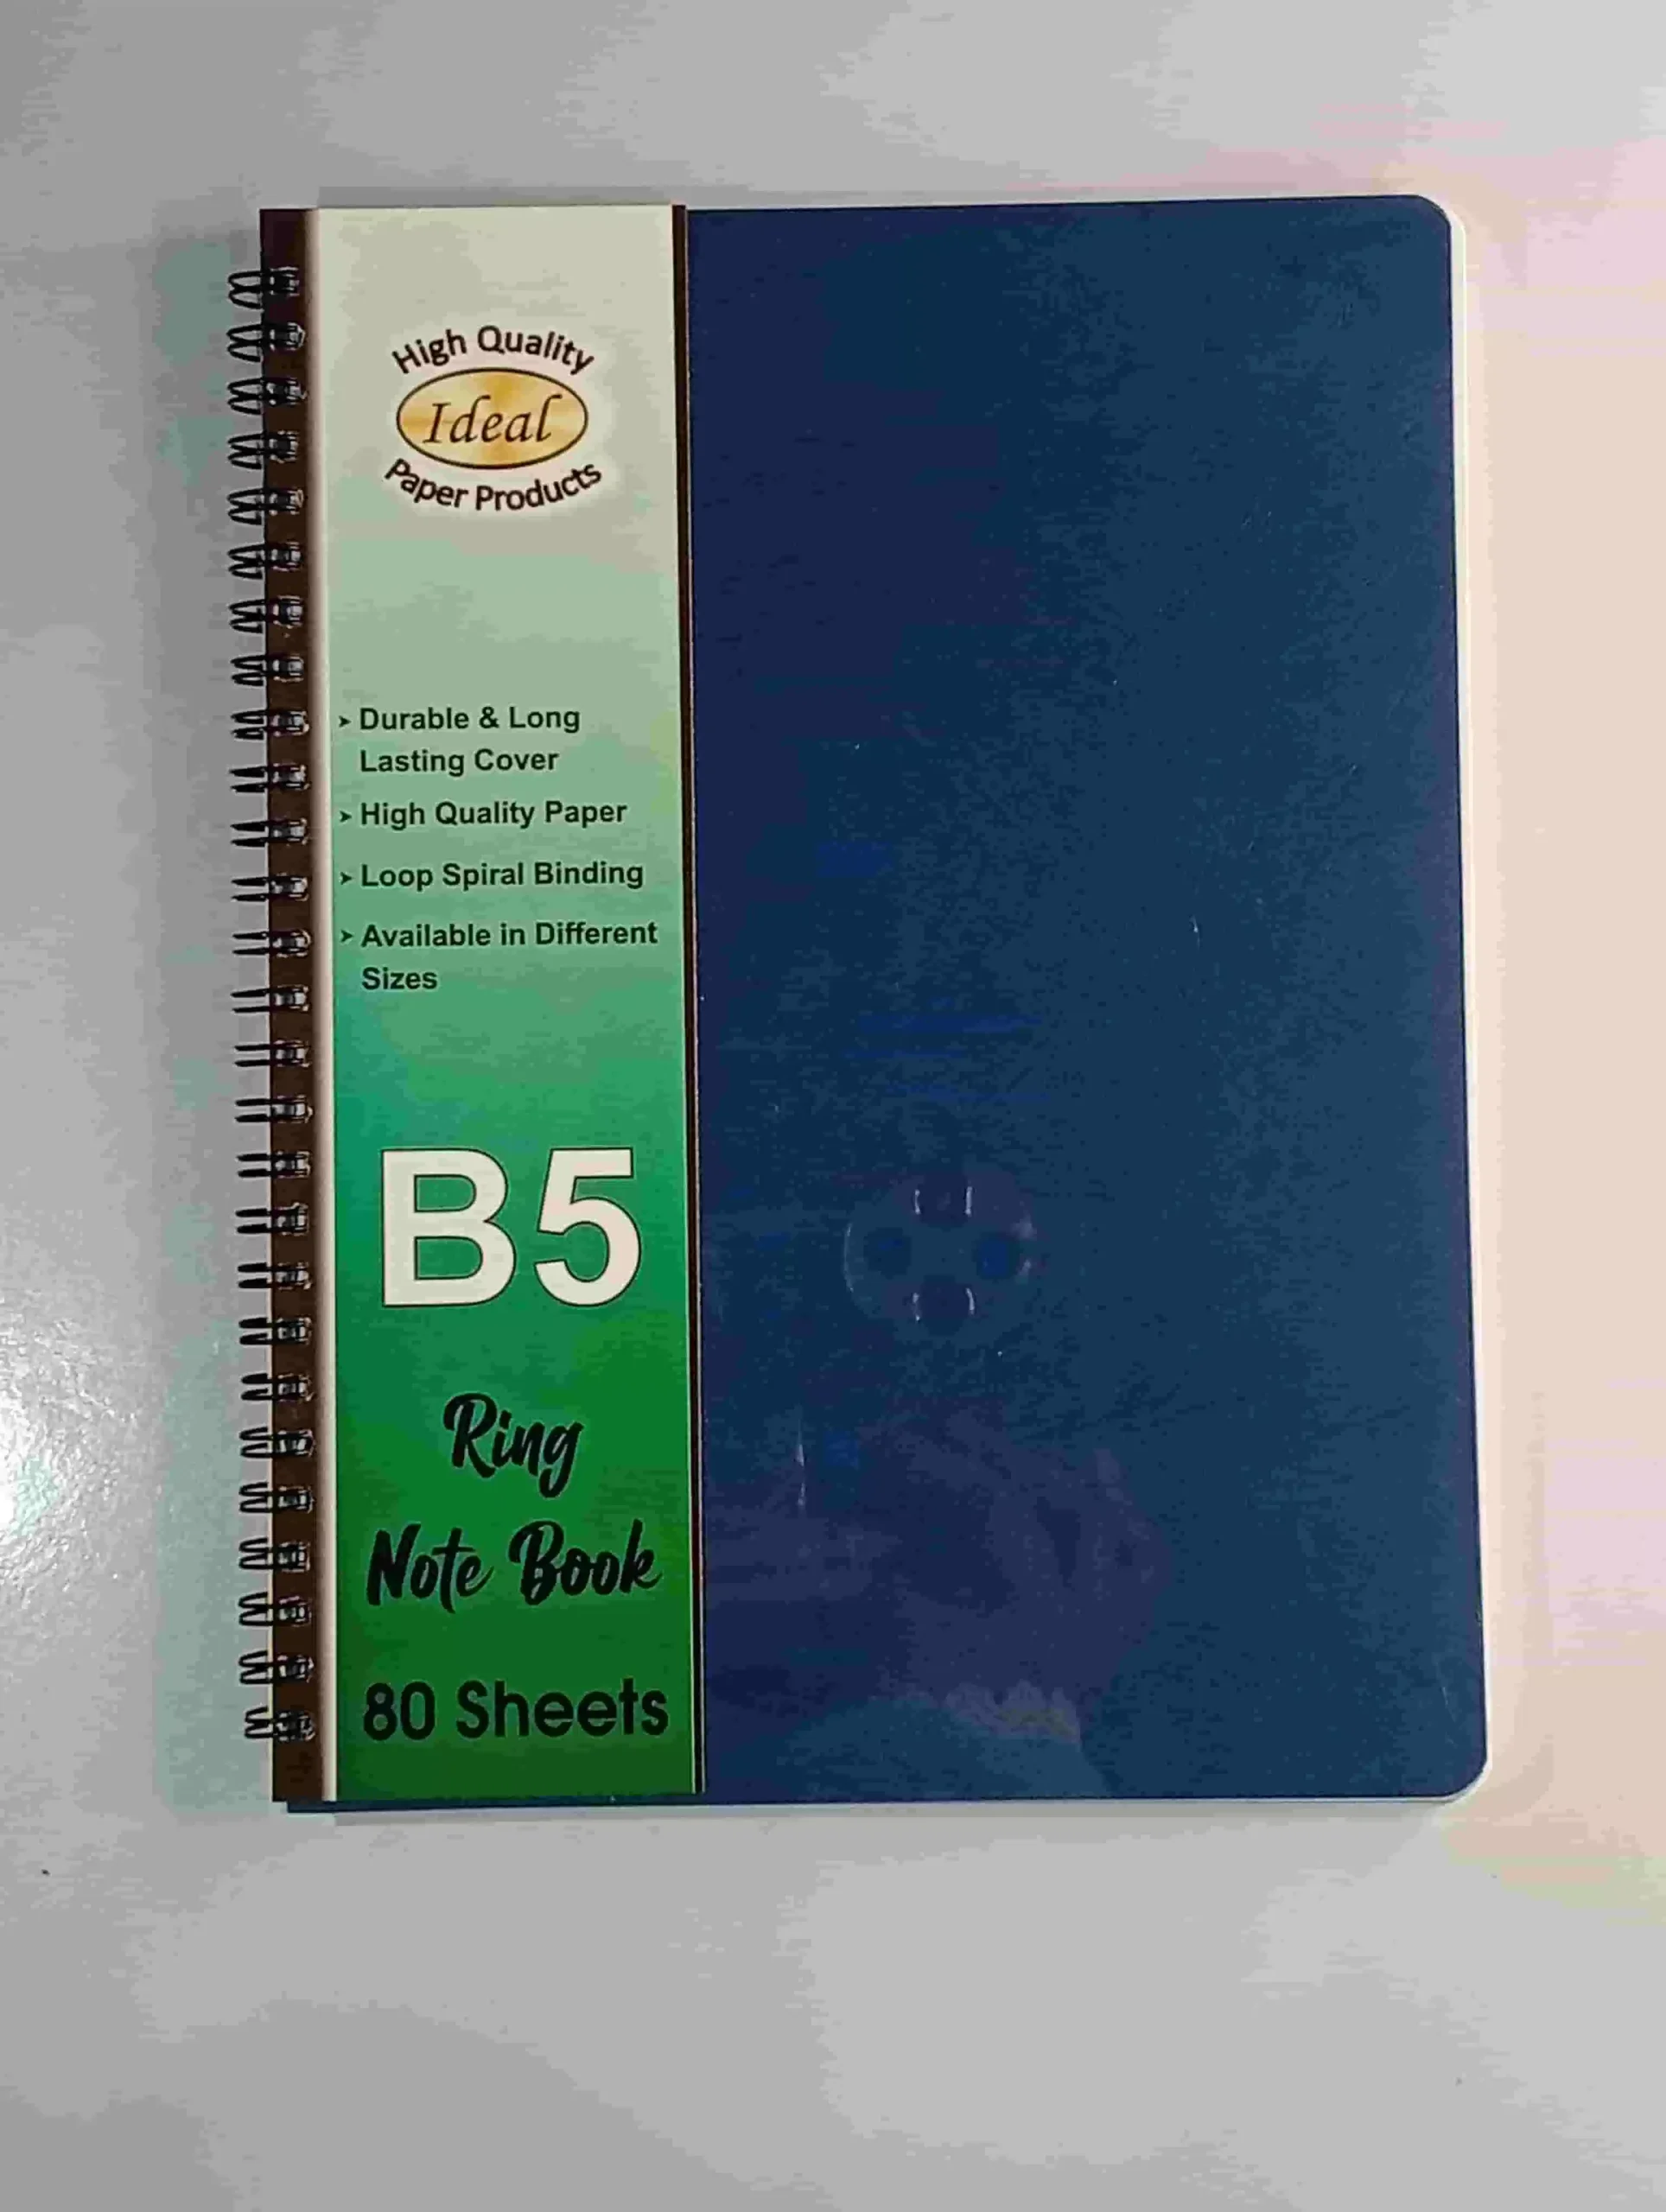 High Quality
Ideal
Paper Products
➤ Durable & Long
Lasting Cover
➤ High Quality Paper
➤ Loop Spiral Binding
➤ Available in Different
Sizes
B5
Ring
Note Book
80 Sheets